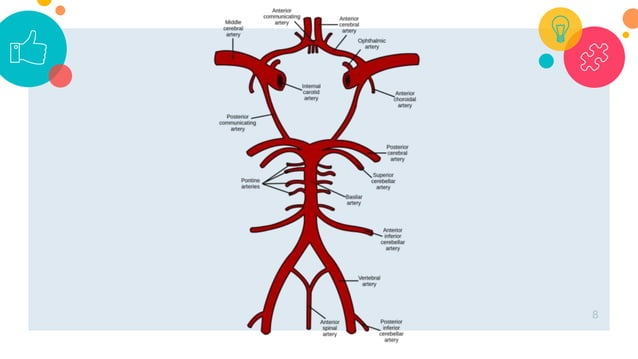 Anterior
communicating
artery
Anterior
cerebral
artery
Middle
cerebral
artery
Ophthalmic
artery
Internal
carotid
artery
Anterior
choroidal
artery
Posterior
communicating
artery
Posterior
cerebral
artery
Superior
cerebellar
artery
Pontine
arteries
Basilar
artery
Anterior
inferior
cerebellar
artery
Vertebral
artery
Anterior
spinal
artery
Posterior
inferior
cerebellar
artery
8